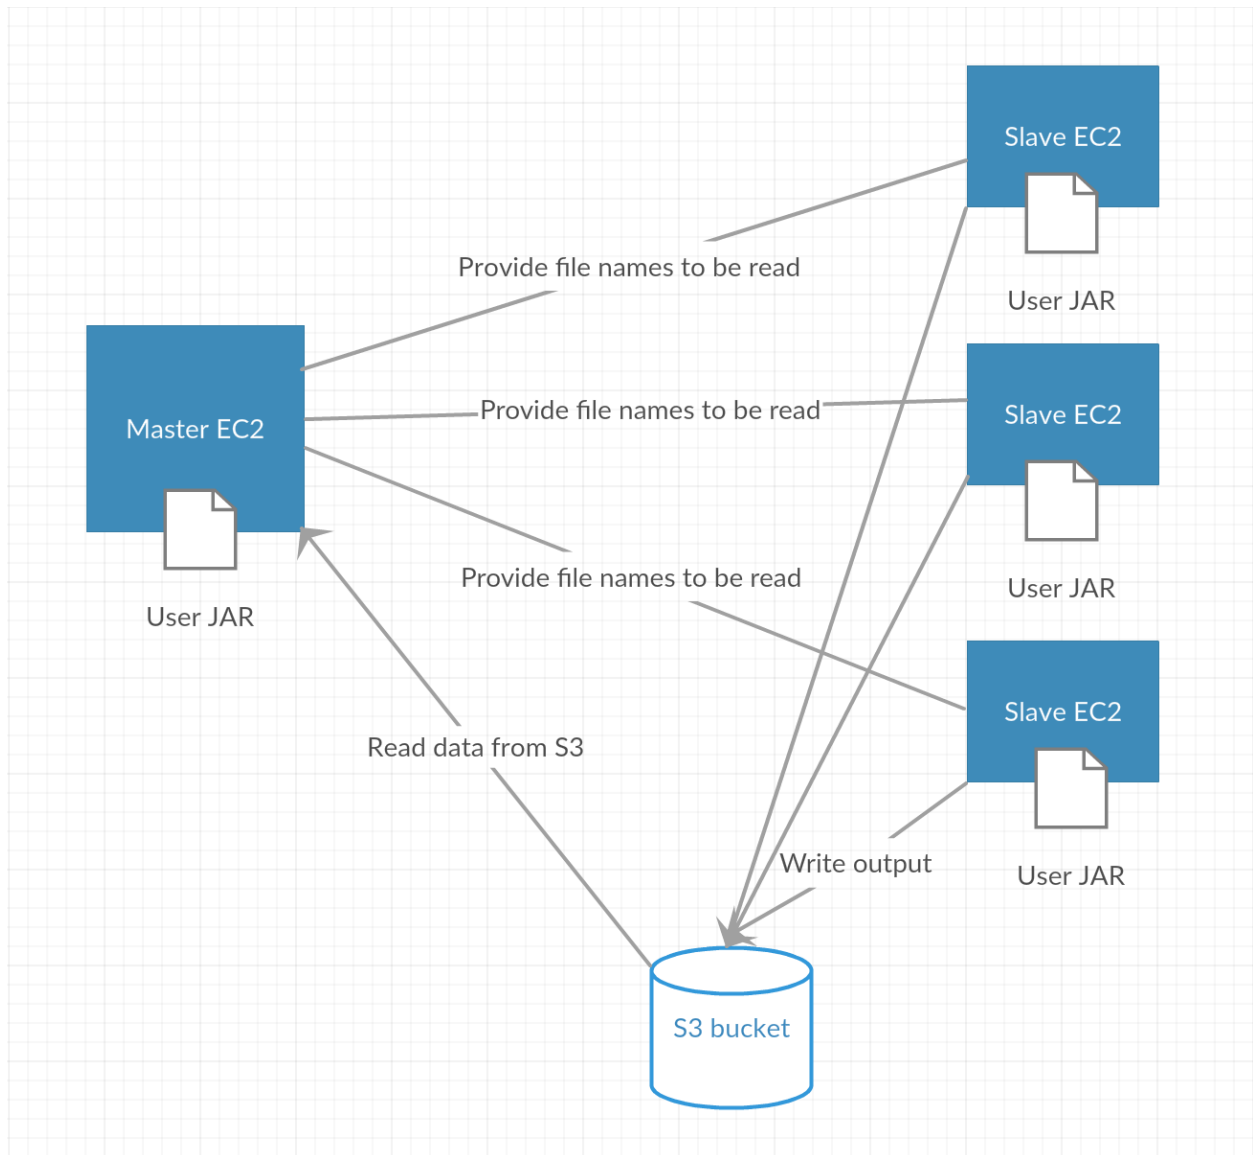 Slave EC2
User JAR
Provide file names to be read
Master EC2
User JAR
Provide file names to be read
Slave EC2
User JAR
Provide file names to be read
Slave EC2
User JAR
Read data from S3
Write output
S3 bucket